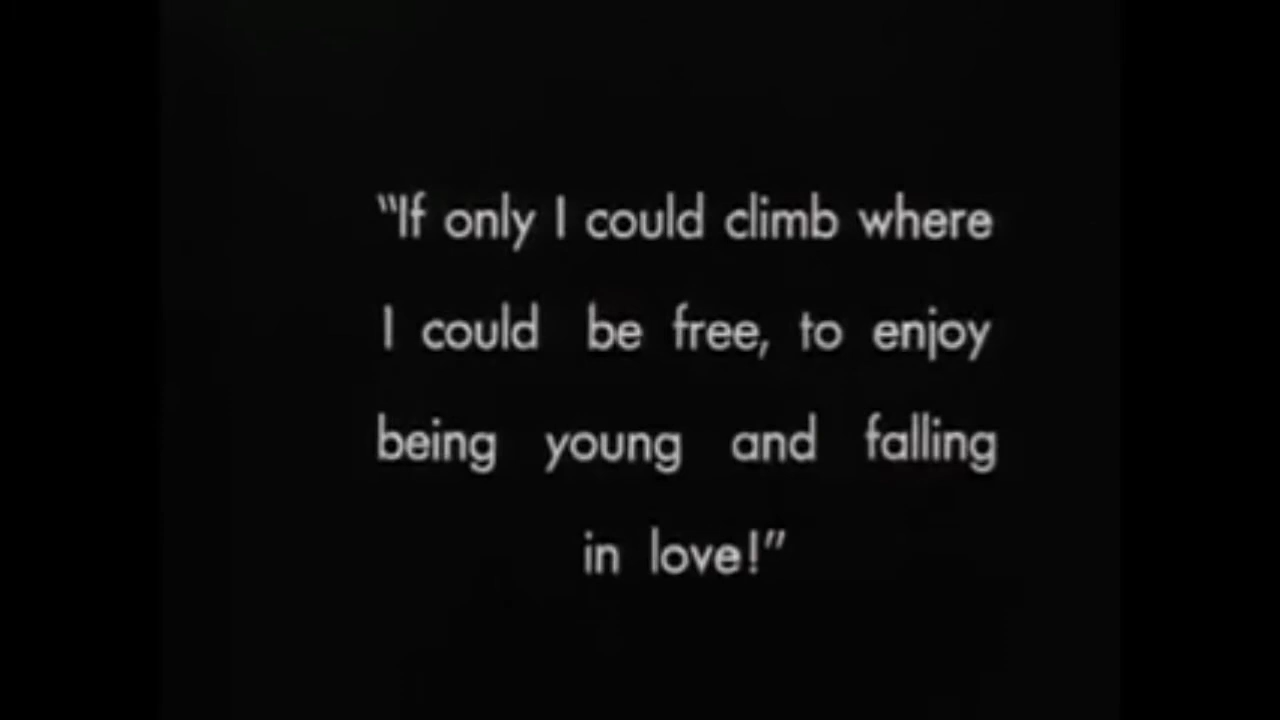 “If only I could climb where
I could be free, to enjoy
being young and falling
in love!”